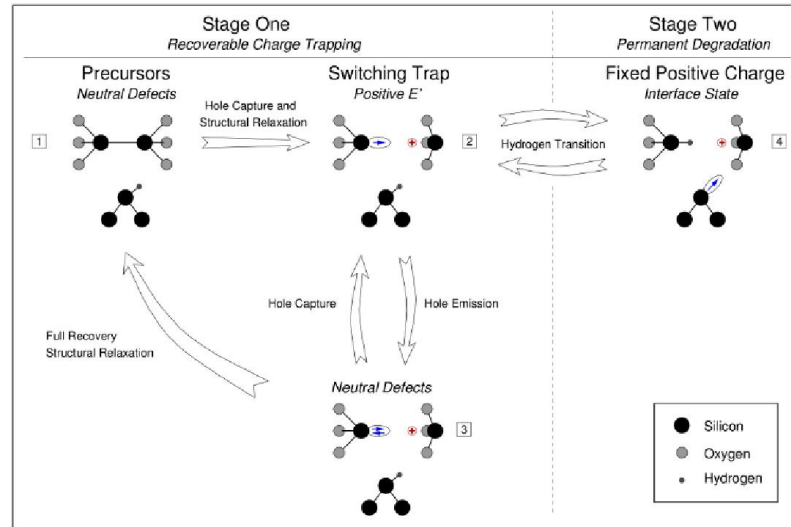 Stage One
Recoverable Charge Trapping
Stage Two
Permanent Degradation
Precursors
Neutral Defects
Switching Trap
Positive E'
Fixed Positive Charge
Interface State
Hole Capture and
Structural Relaxation
1
2
Hydrogen Transition
4
Hole Capture
Hole Emission
Full Recovery
Structural Relaxation
Neutral Defects
3
Silicon
Oxygen
Hydrogen